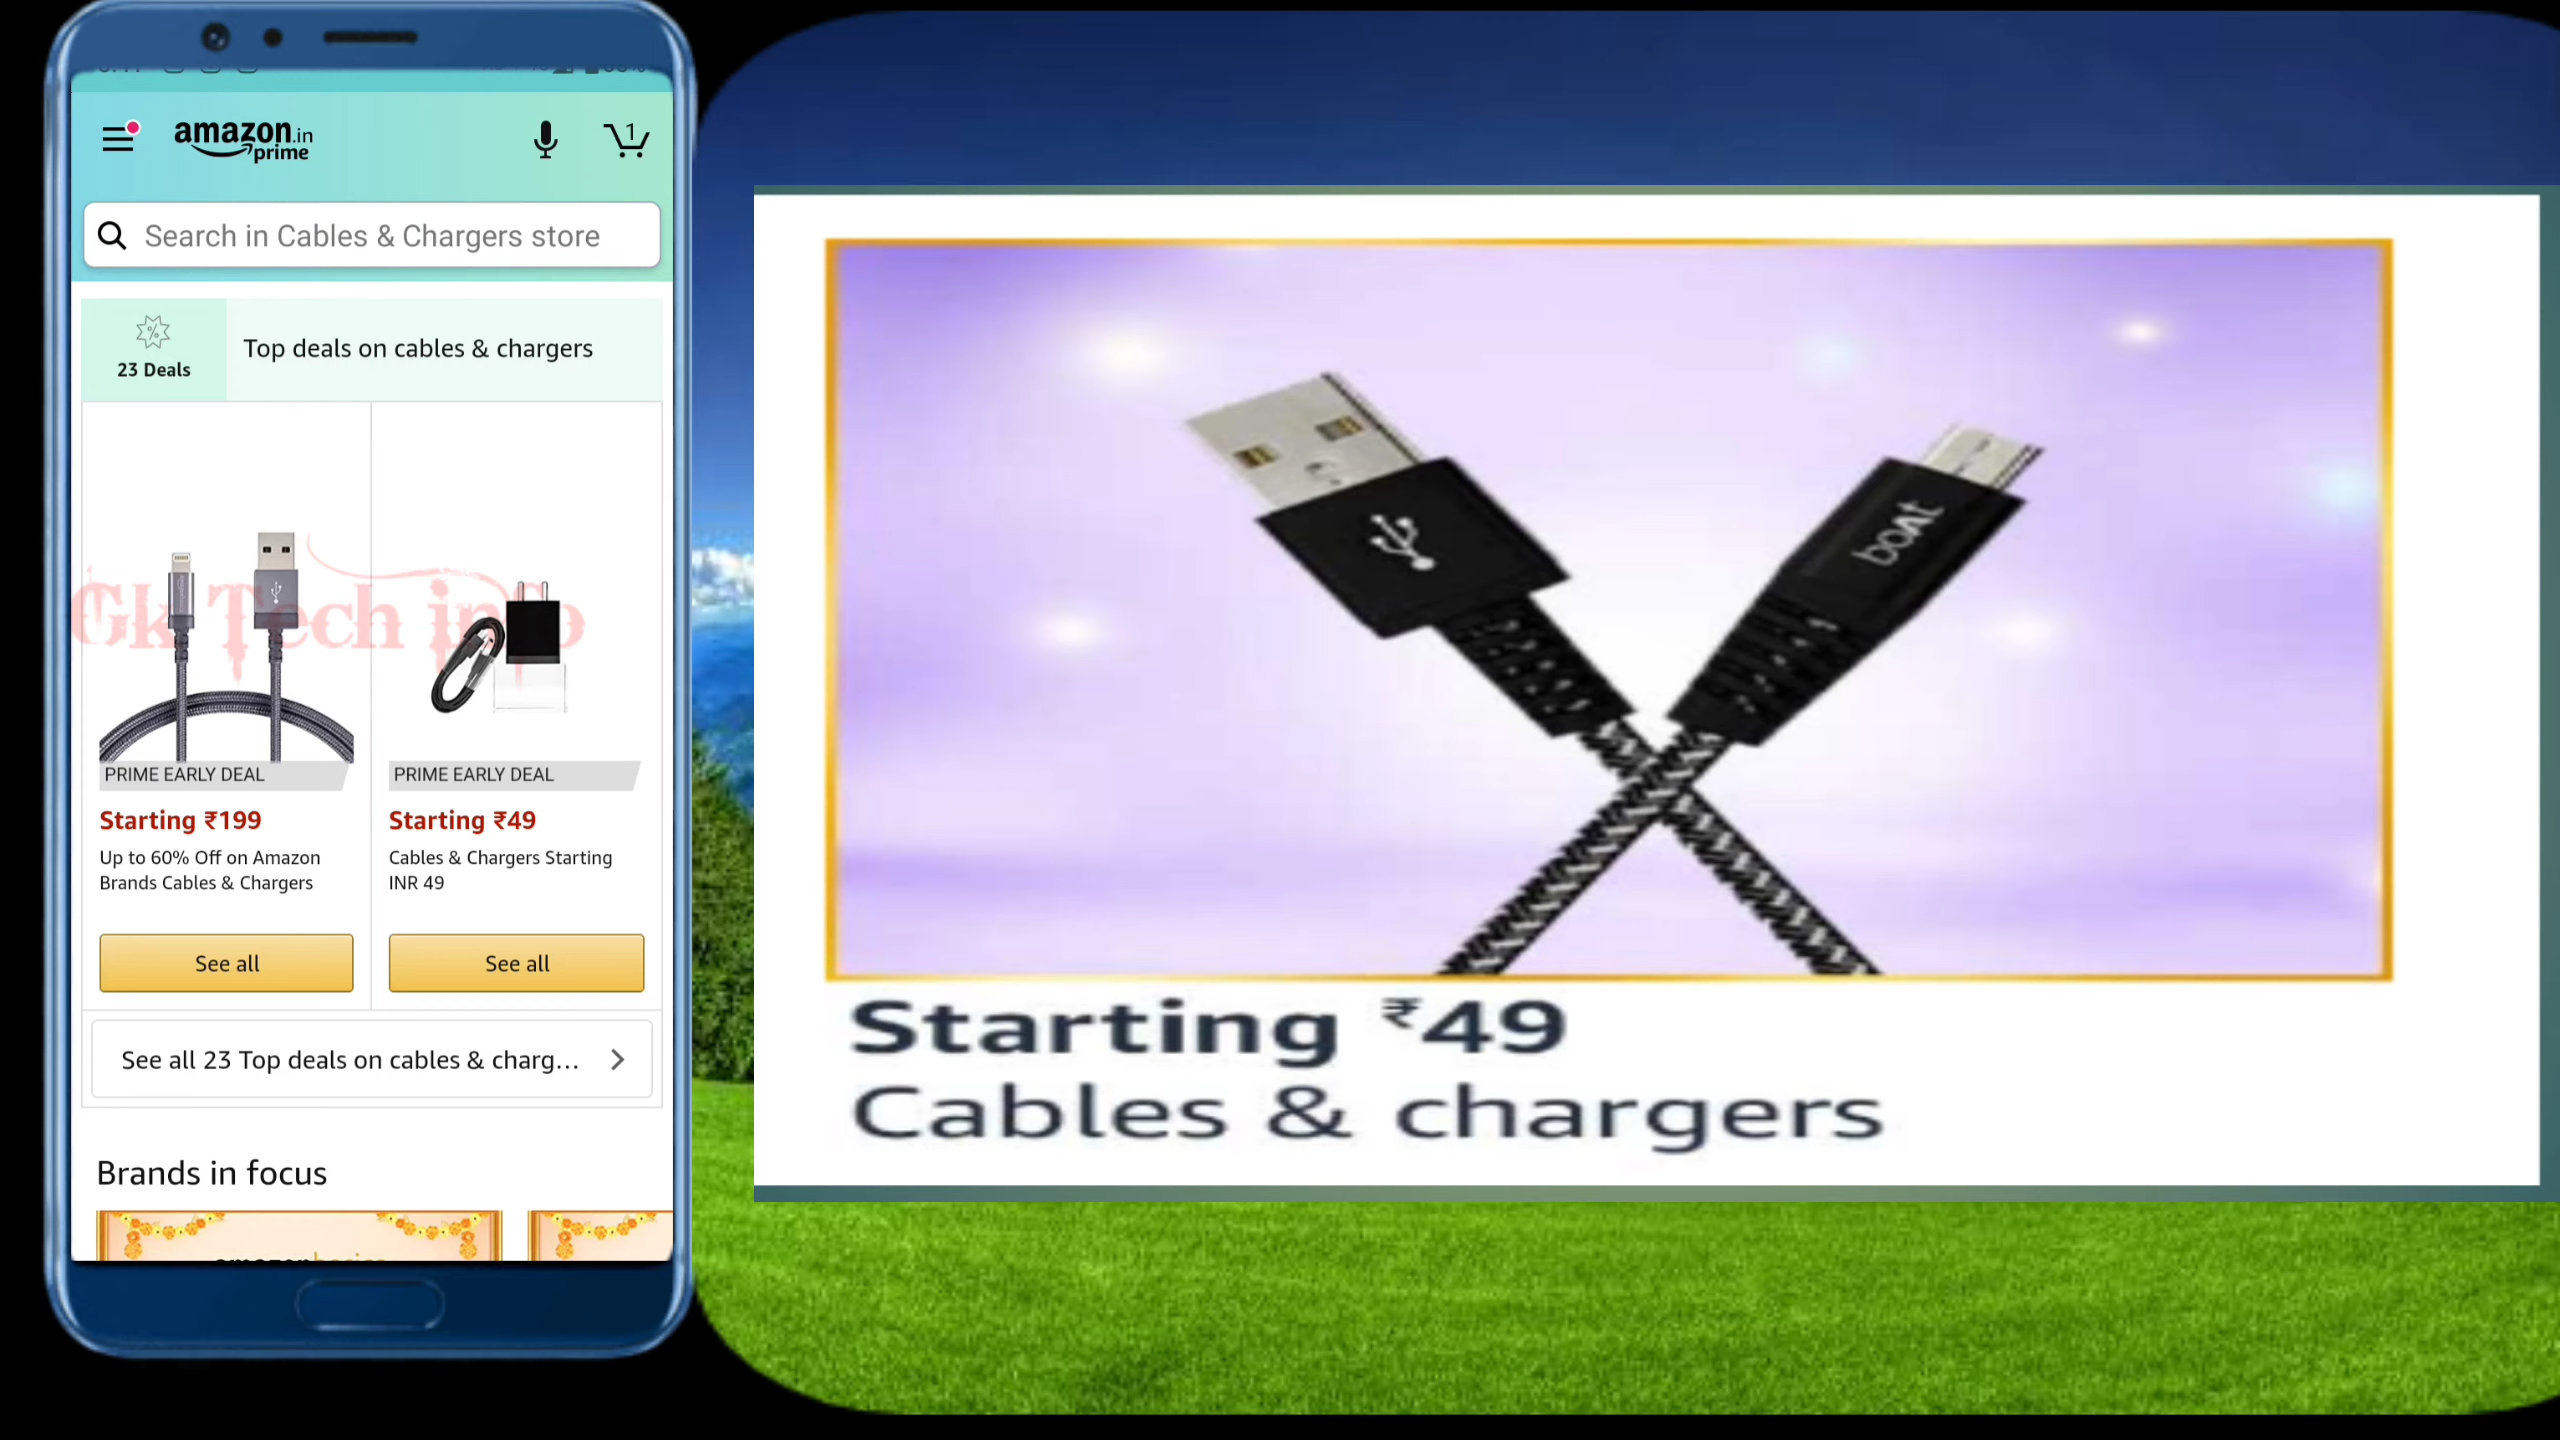 amazon.in
prime
1
Search in Cables & Chargers store
23 Deals
Top deals on cables & chargers
Gk Tech info
PRIME EARLY DEAL
Starting ₹199
Up to 60% Off on Amazon
Brands Cables & Chargers
See all
PRIME EARLY DEAL
Starting ₹49
Cables & Chargers Starting
INR 49
See all
See all 23 Top deals on cables & charg...
Brands in focus
boAt
Starting ₹49
Cables & chargers